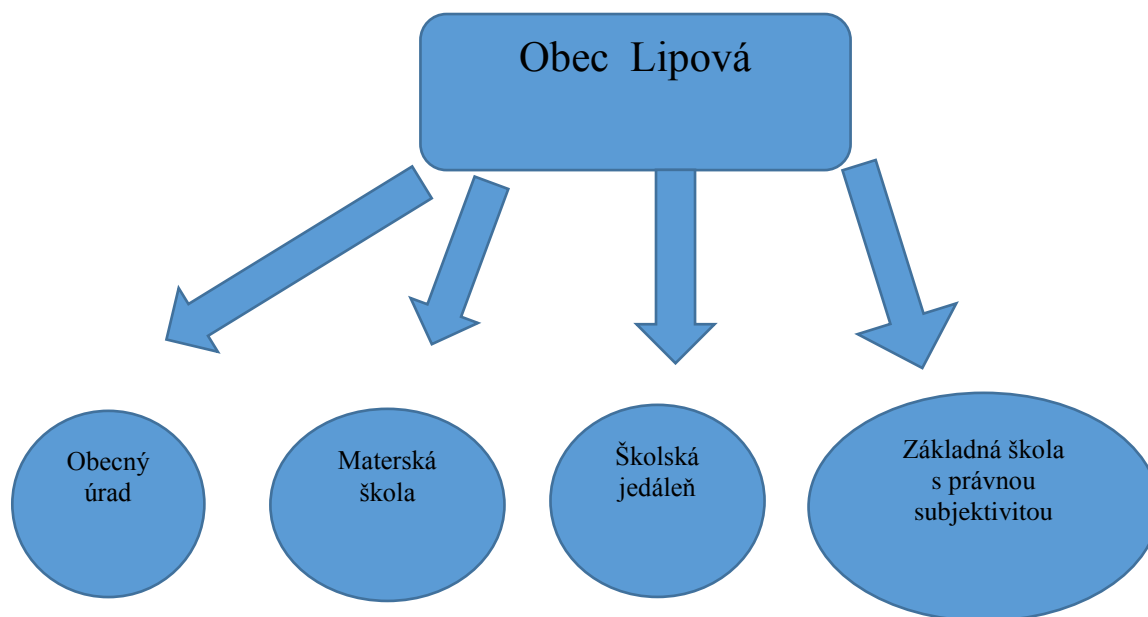 Obec Lipová
Obecný
úrad
Materská
škola
Školská
jedáleň
Základná škola
s právnou
subjektivitou